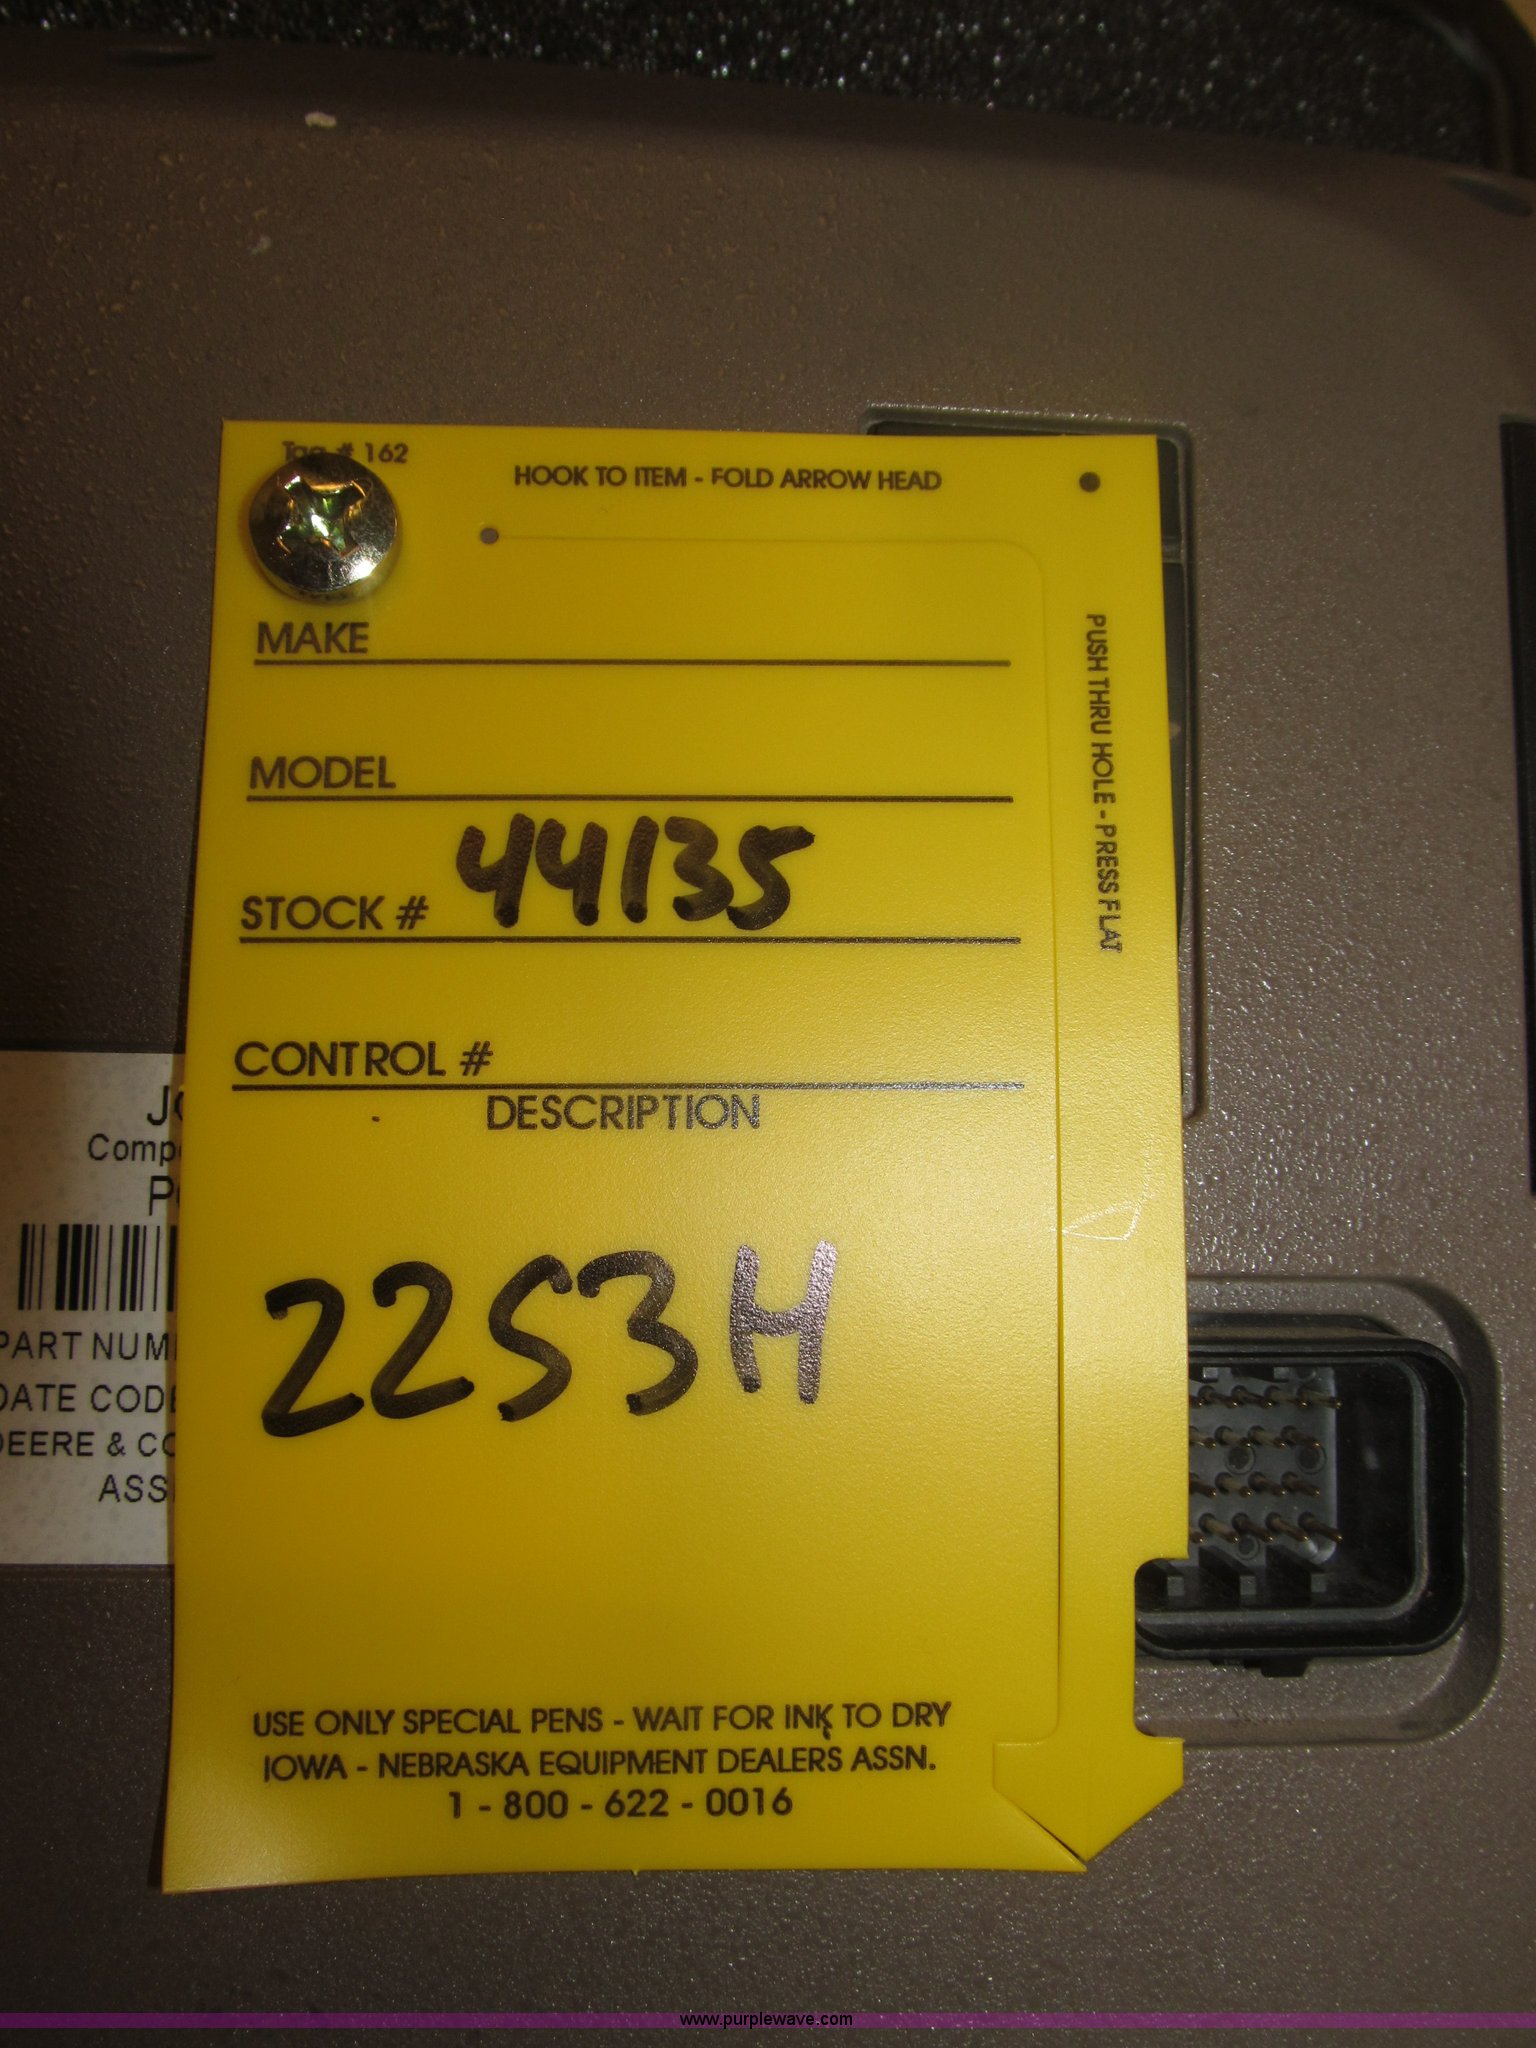 Tag # 162
HOOK TO ITEM - FOLD ARROW HEAD
MAKE
MODEL
STOCK # 44135
CONTROL #
DESCRIPTION
2253H
USE ONLY SPECIAL PENS - WAIT FOR INK TO DRY
IOWA - NEBRASKA EQUIPMENT DEALERS ASSN.
1 - 800 - 622 - 0016
PUSH THRU HOLE - PRESS FLAT
PART NUM
DATE CODE
DEERE & CO
ASS
www.purplewave.com